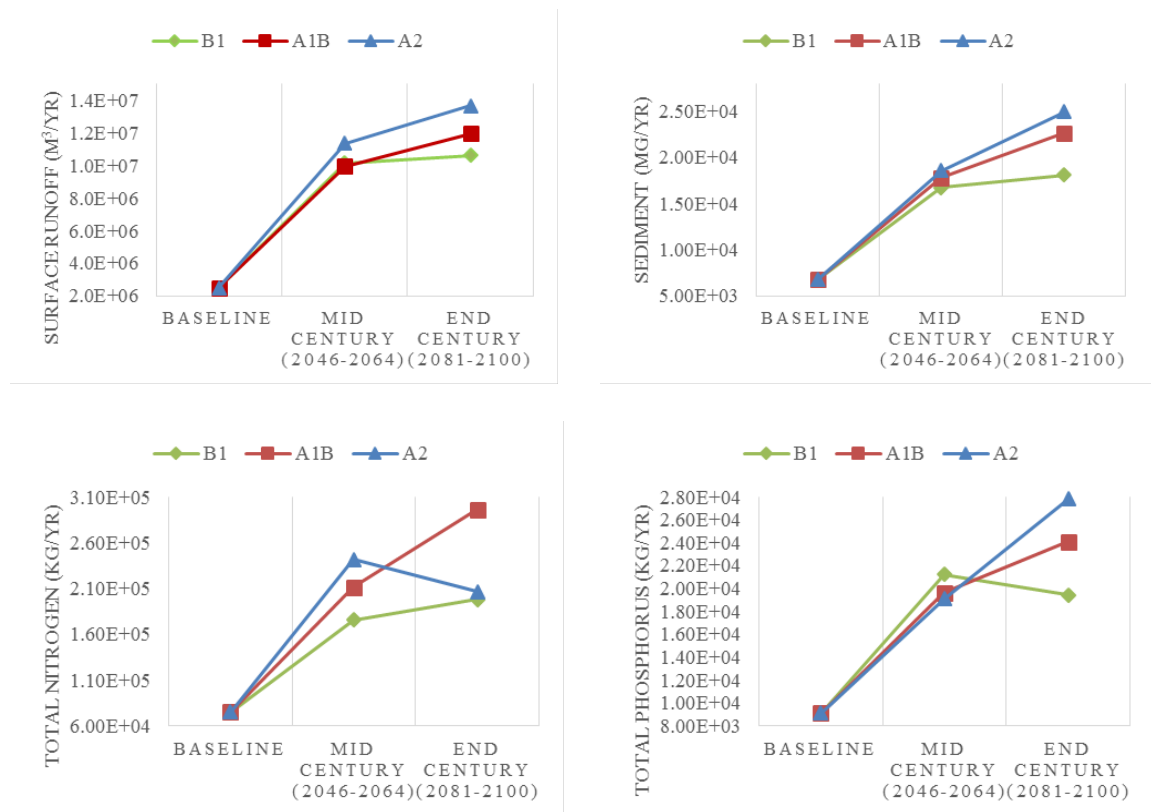 B1 A1B A2
SURFACE RUNOFF (M³/YR)
1.4E+07
1.2E+07
1.0E+07
8.0E+06
6.0E+06
4.0E+06
2.0E+06
BASELINE MID END
CENTURY CENTURY
(2046-2064) (2081-2100)
B1 A1B A2
SEDIMENT (MG/YR)
2.50E+04
2.00E+04
1.50E+04
1.00E+04
5.00E+03
BASELINE MID END
CENTURY CENTURY
(2046-2064) (2081-2100)
B1 A1B A2
TOTAL NITROGEN (KG/YR)
3.10E+05
2.60E+05
2.10E+05
1.60E+05
1.10E+05
6.00E+04
BASELINE MID END
CENTURY CENTURY
(2046-2064) (2081-2100)
B1 A1B A2
TOTAL PHOSPHORUS (KG/YR)
2.80E+04
2.60E+04
2.40E+04
2.20E+04
2.00E+04
1.80E+04
1.60E+04
1.40E+04
1.20E+04
1.00E+04
8.00E+03
BASELINE MID END
CENTURY CENTURY
(2046-2064) (2081-2100)